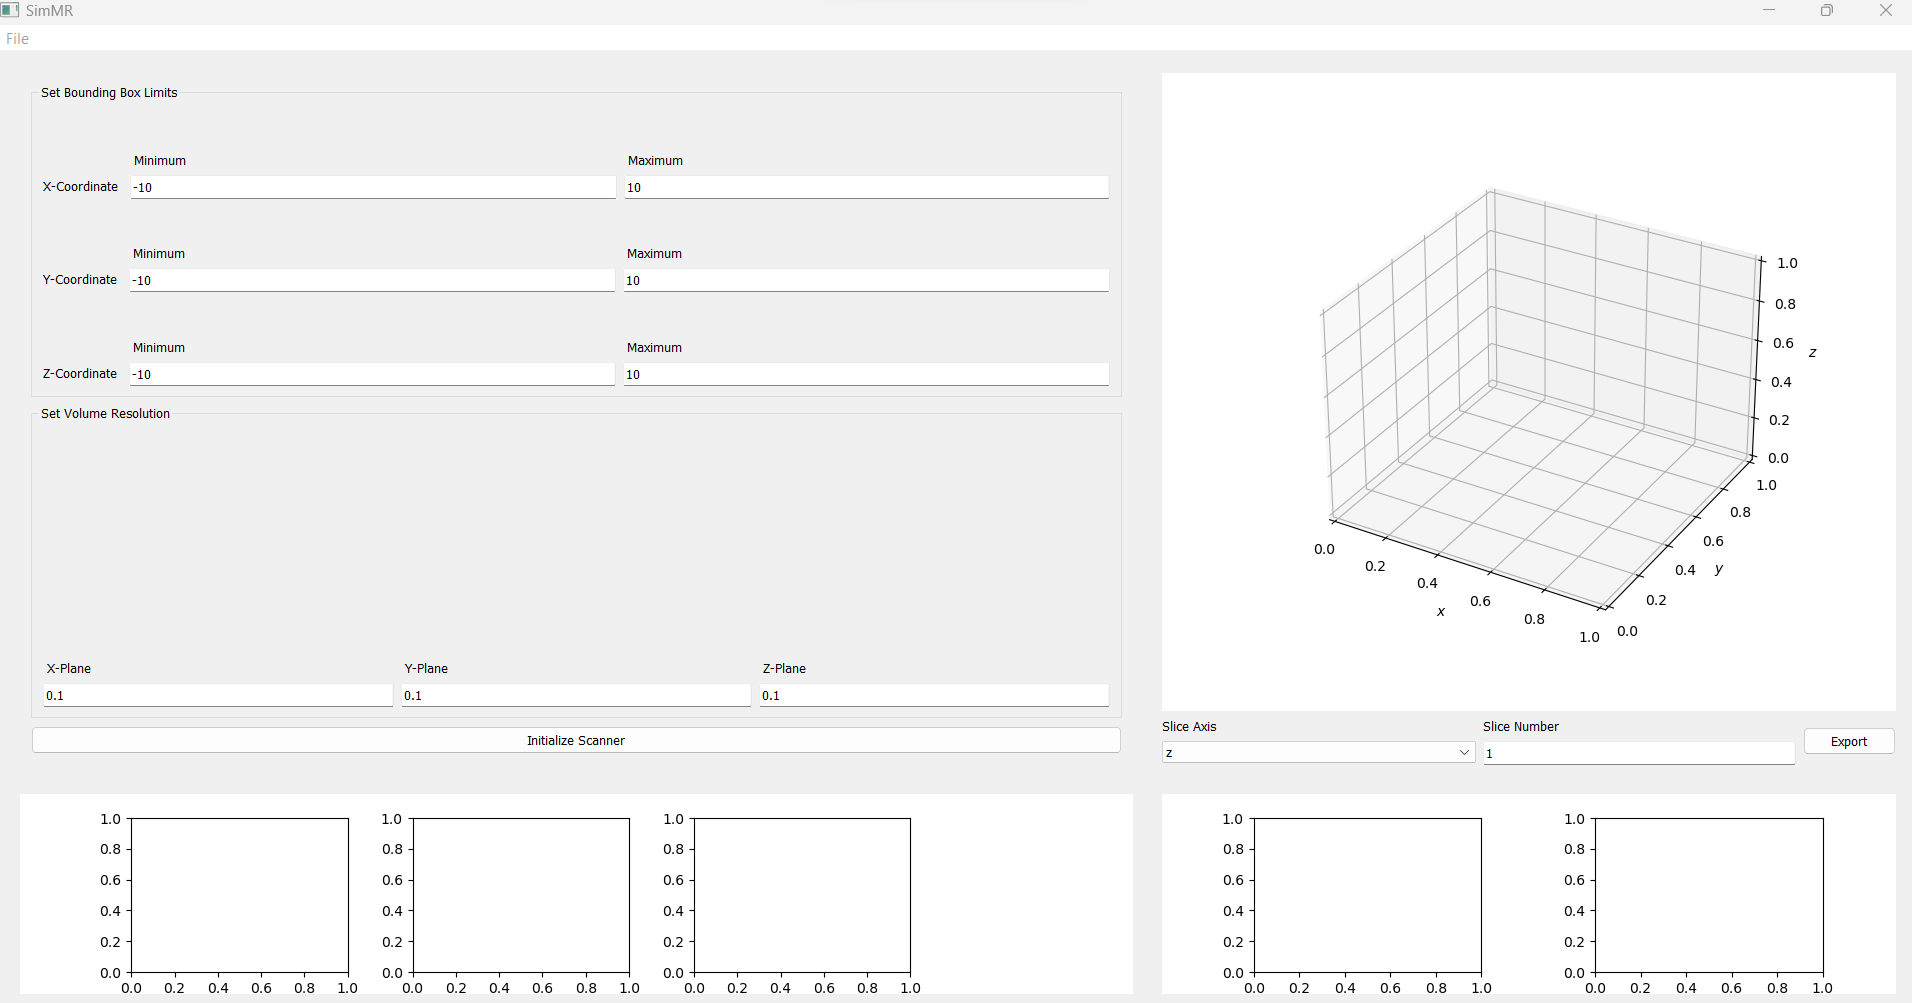 SimMR
File
Set Bounding Box Limits
Minimum Maximum
X-Coordinate -10 10
Minimum Maximum
Y-Coordinate -10 10
Minimum Maximum
Z-Coordinate -10 10
Set Volume Resolution
X-Plane Y-Plane Z-Plane
0.1 0.1 0.1
Initialize Scanner
1.0
0.8
0.6
z
0.4
0.2
0.0
1.0
0.8
0.6
0.4 y
0.2
0.0
0.0
0.2
0.4
x
0.6
0.8
1.0
Slice Axis Slice Number
z 1 Export
1.0
0.8
0.6
0.4
0.2
0.0
0.0 0.2 0.4 0.6 0.8 1.0
1.0
0.8
0.6
0.4
0.2
0.0
0.0 0.2 0.4 0.6 0.8 1.0
1.0
0.8
0.6
0.4
0.2
0.0
0.0 0.2 0.4 0.6 0.8 1.0
1.0
0.8
0.6
0.4
0.2
0.0
0.0 0.2 0.4 0.6 0.8 1.0
1.0
0.8
0.6
0.4
0.2
0.0
0.0 0.2 0.4 0.6 0.8 1.0